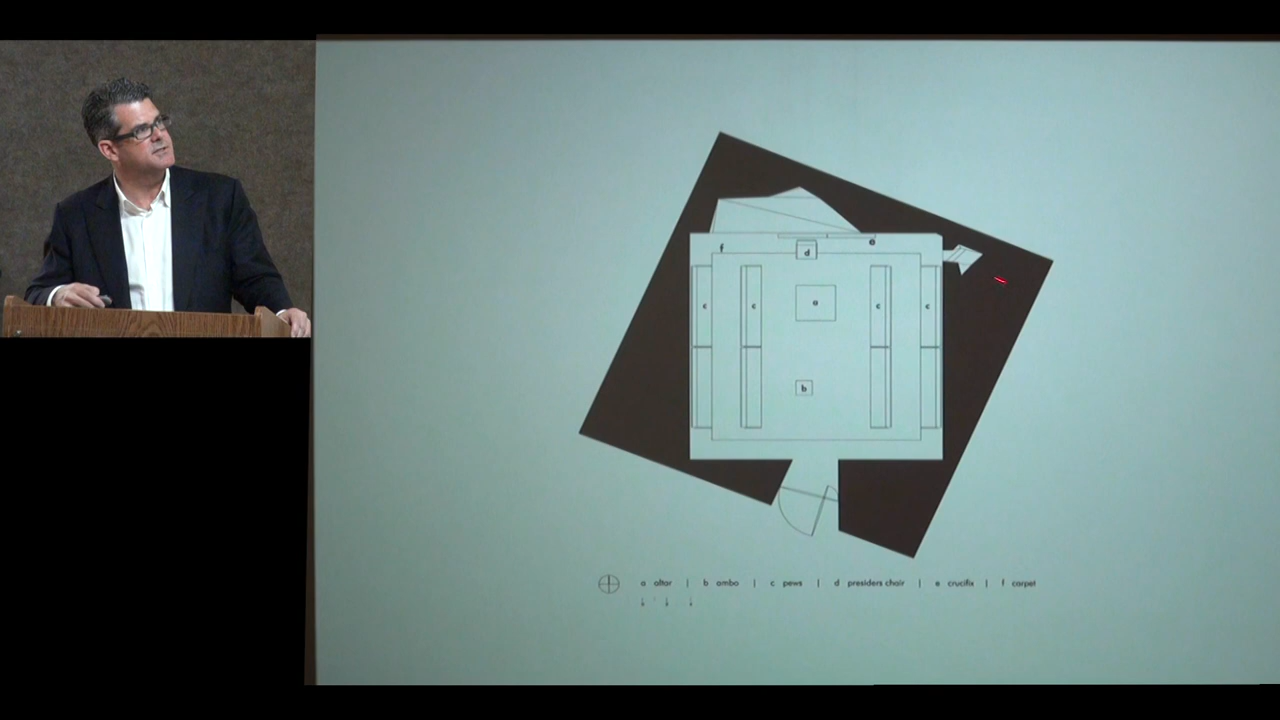 f
d
e
c c a c c
b
a altar | b ambo | c pews | d presiders chair | e crucifix | f carpet